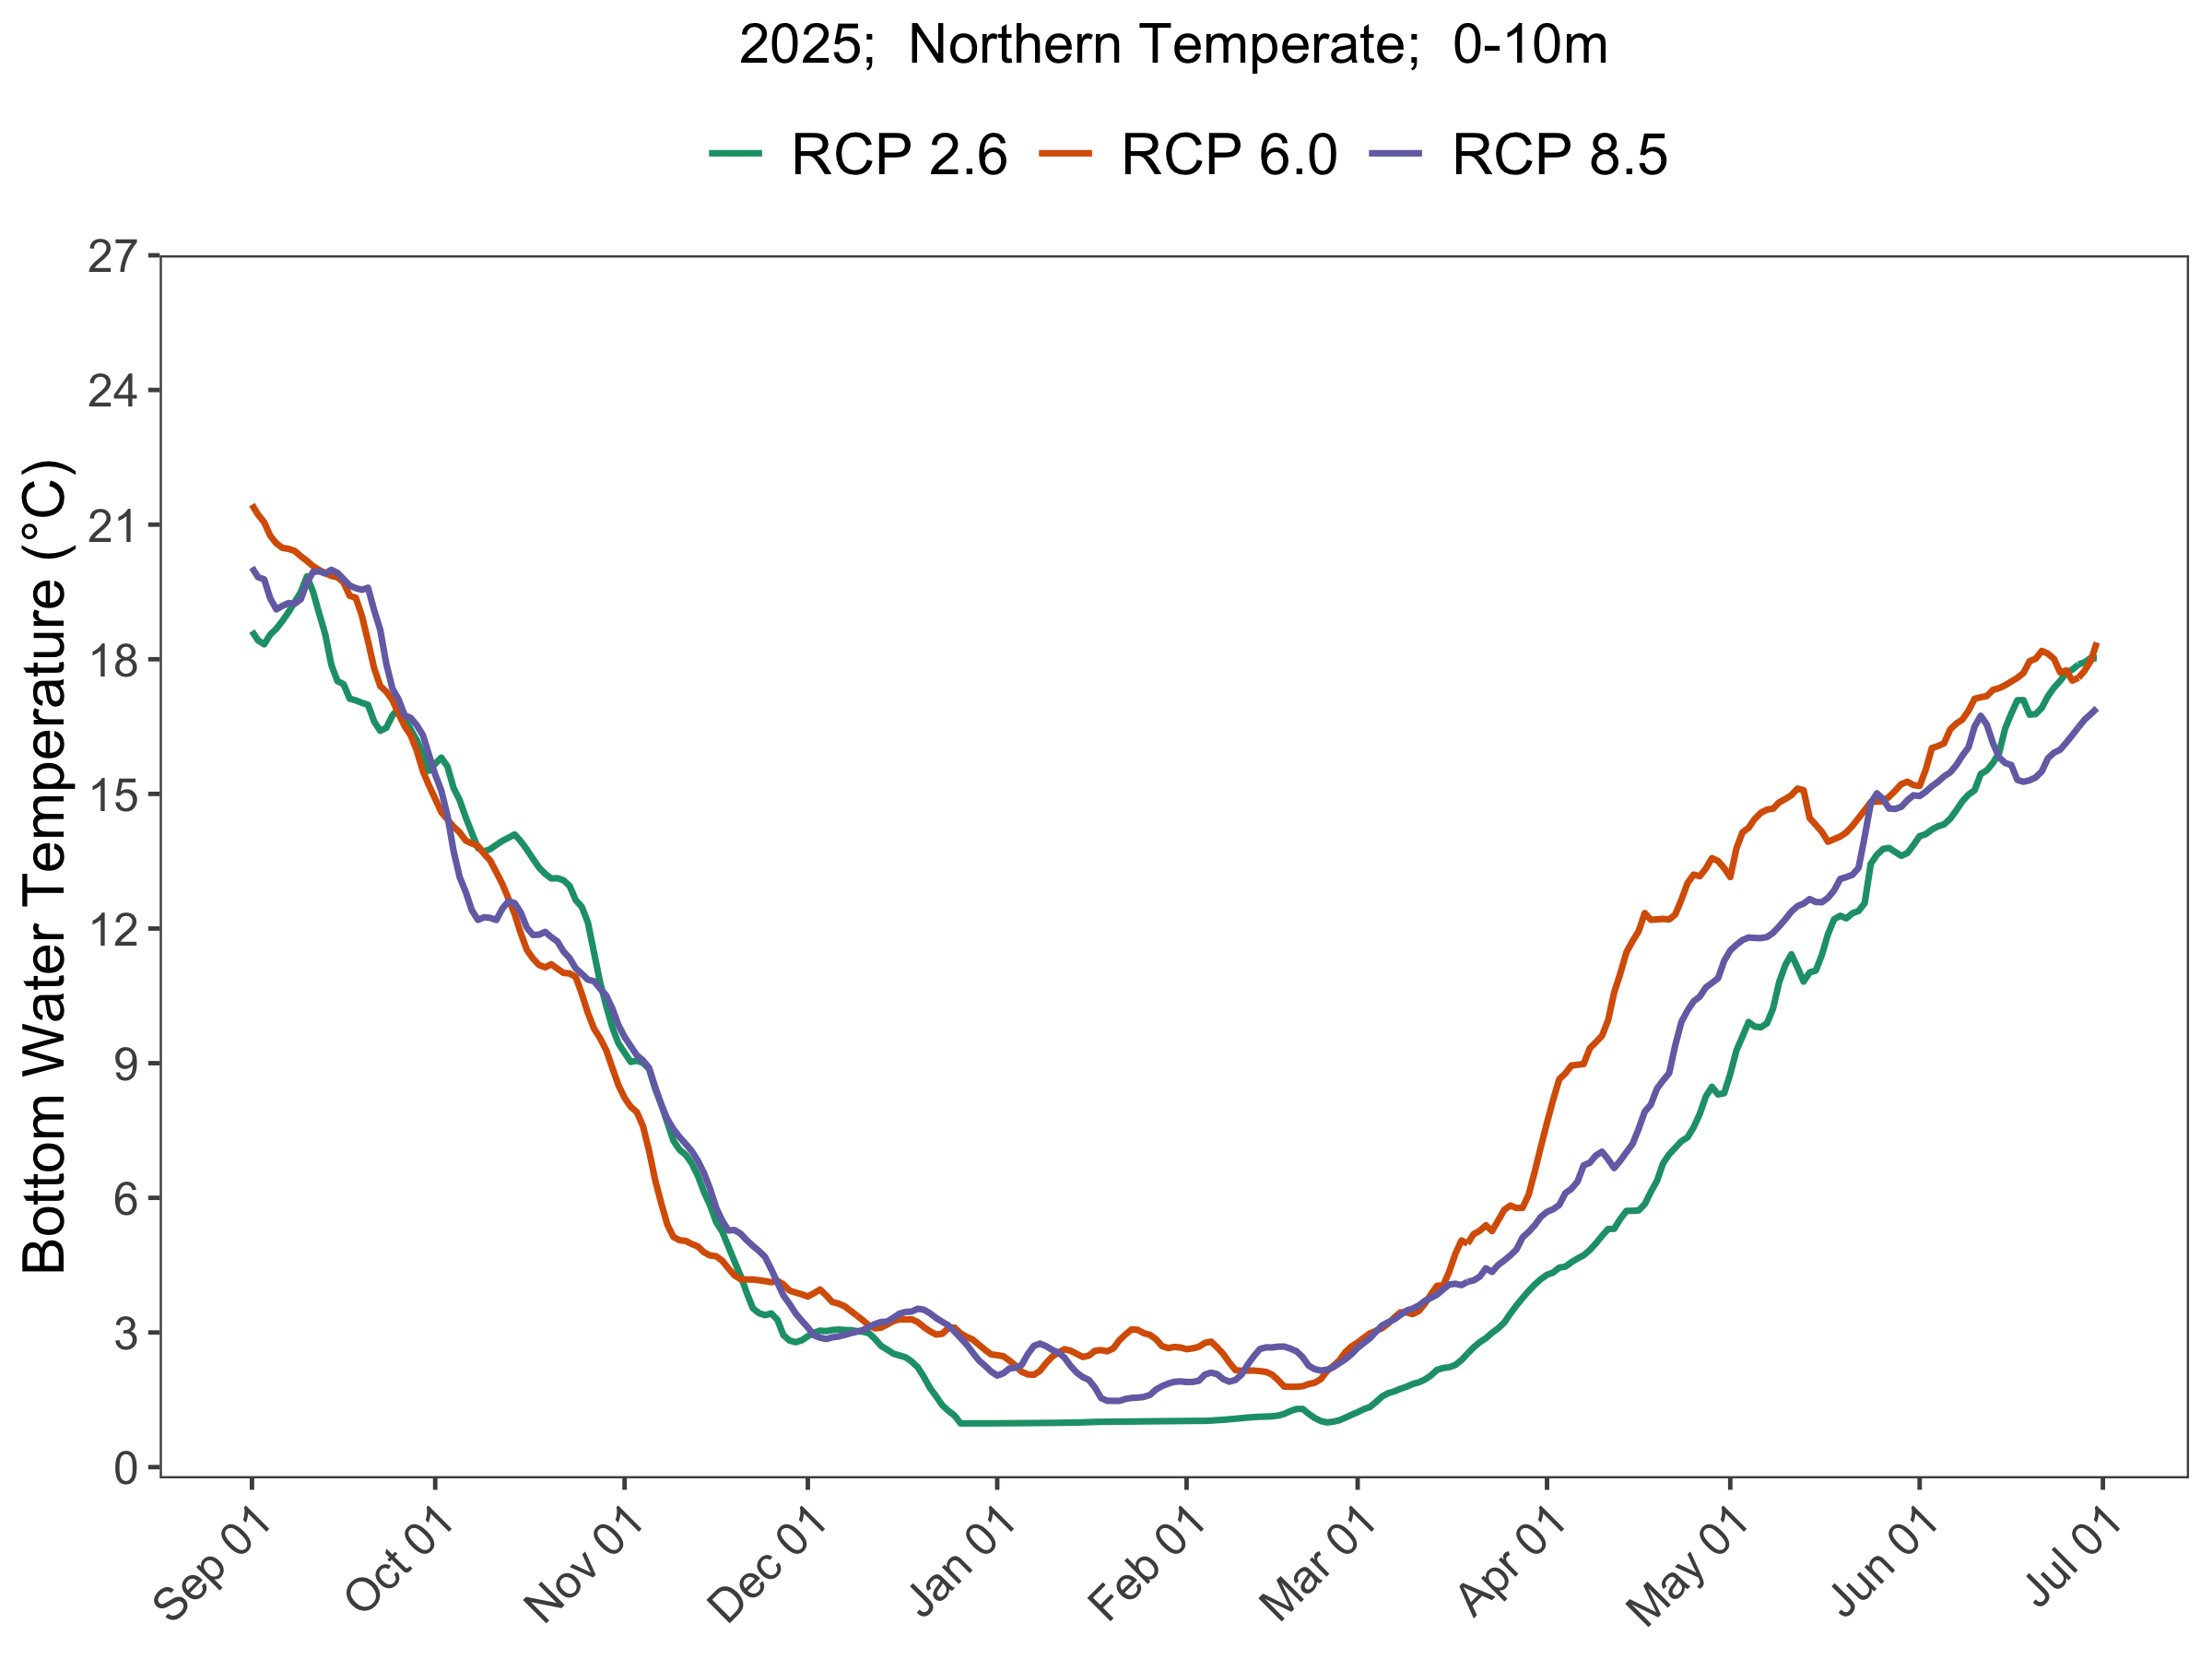 2025;  Northern Temperate;  0-10m
RCP 2.6 RCP 6.0 RCP 8.5
Bottom Water Temperature (°C)
27
24
21
18
15
12
9
6
3
0
Sep 01 Oct 01 Nov 01 Dec 01 Jan 01 Feb 01 Mar 01 Apr 01 May 01 Jun 01 Jul 01